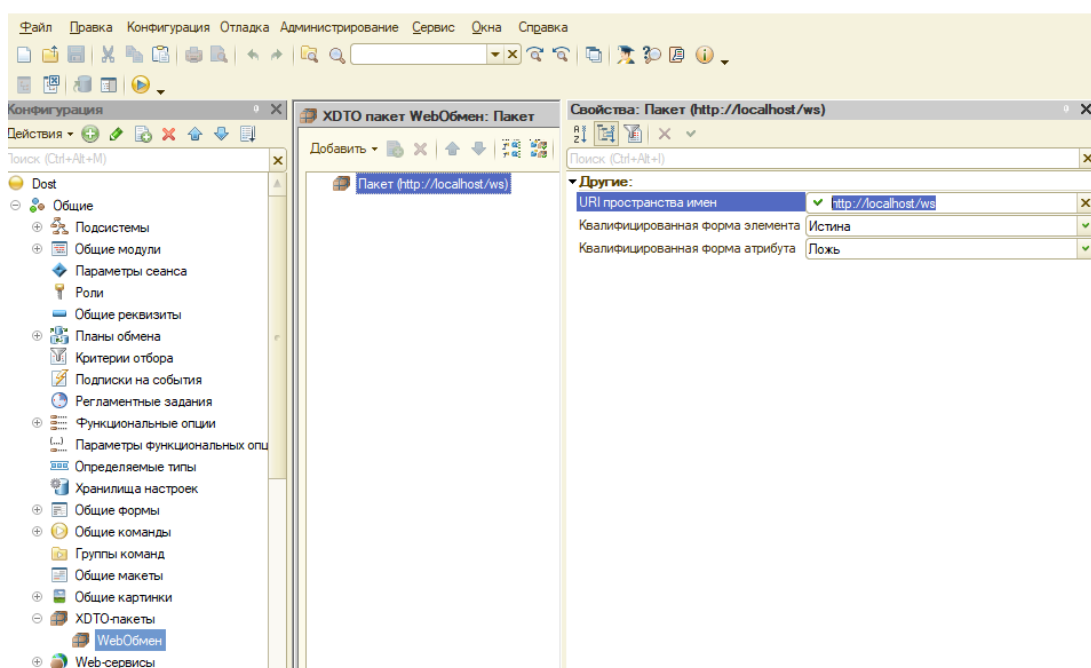 Файл Правка Конфигурация Отладка Администрирование Сервис Окна Справка
Конфигурация
Действия
Поиск (Ctrl+Alt+M)
Dost
Общие
Подсистемы
Общие модули
Параметры сеанса
Роли
Общие реквизиты
Планы обмена
Критерии отбора
Подписки на события
Регламентные задания
Функциональные опции
Параметры функциональных опц
Определяемые типы
Хранилища настроек
Общие формы
Общие команды
Группы команд
Общие макеты
Общие картинки
XDTO-пакеты
WebОбмен
Web-сервисы
XDTO пакет WebОбмен: Пакет
Добавить
Пакет (http://localhost/ws)
Свойства: Пакет (http://localhost/ws)
Поиск (Ctrl+Alt+I)
Другие:
URI пространства имен http://localhost/ws
Квалифицированная форма элемента Истина
Квалифицированная форма атрибута Ложь